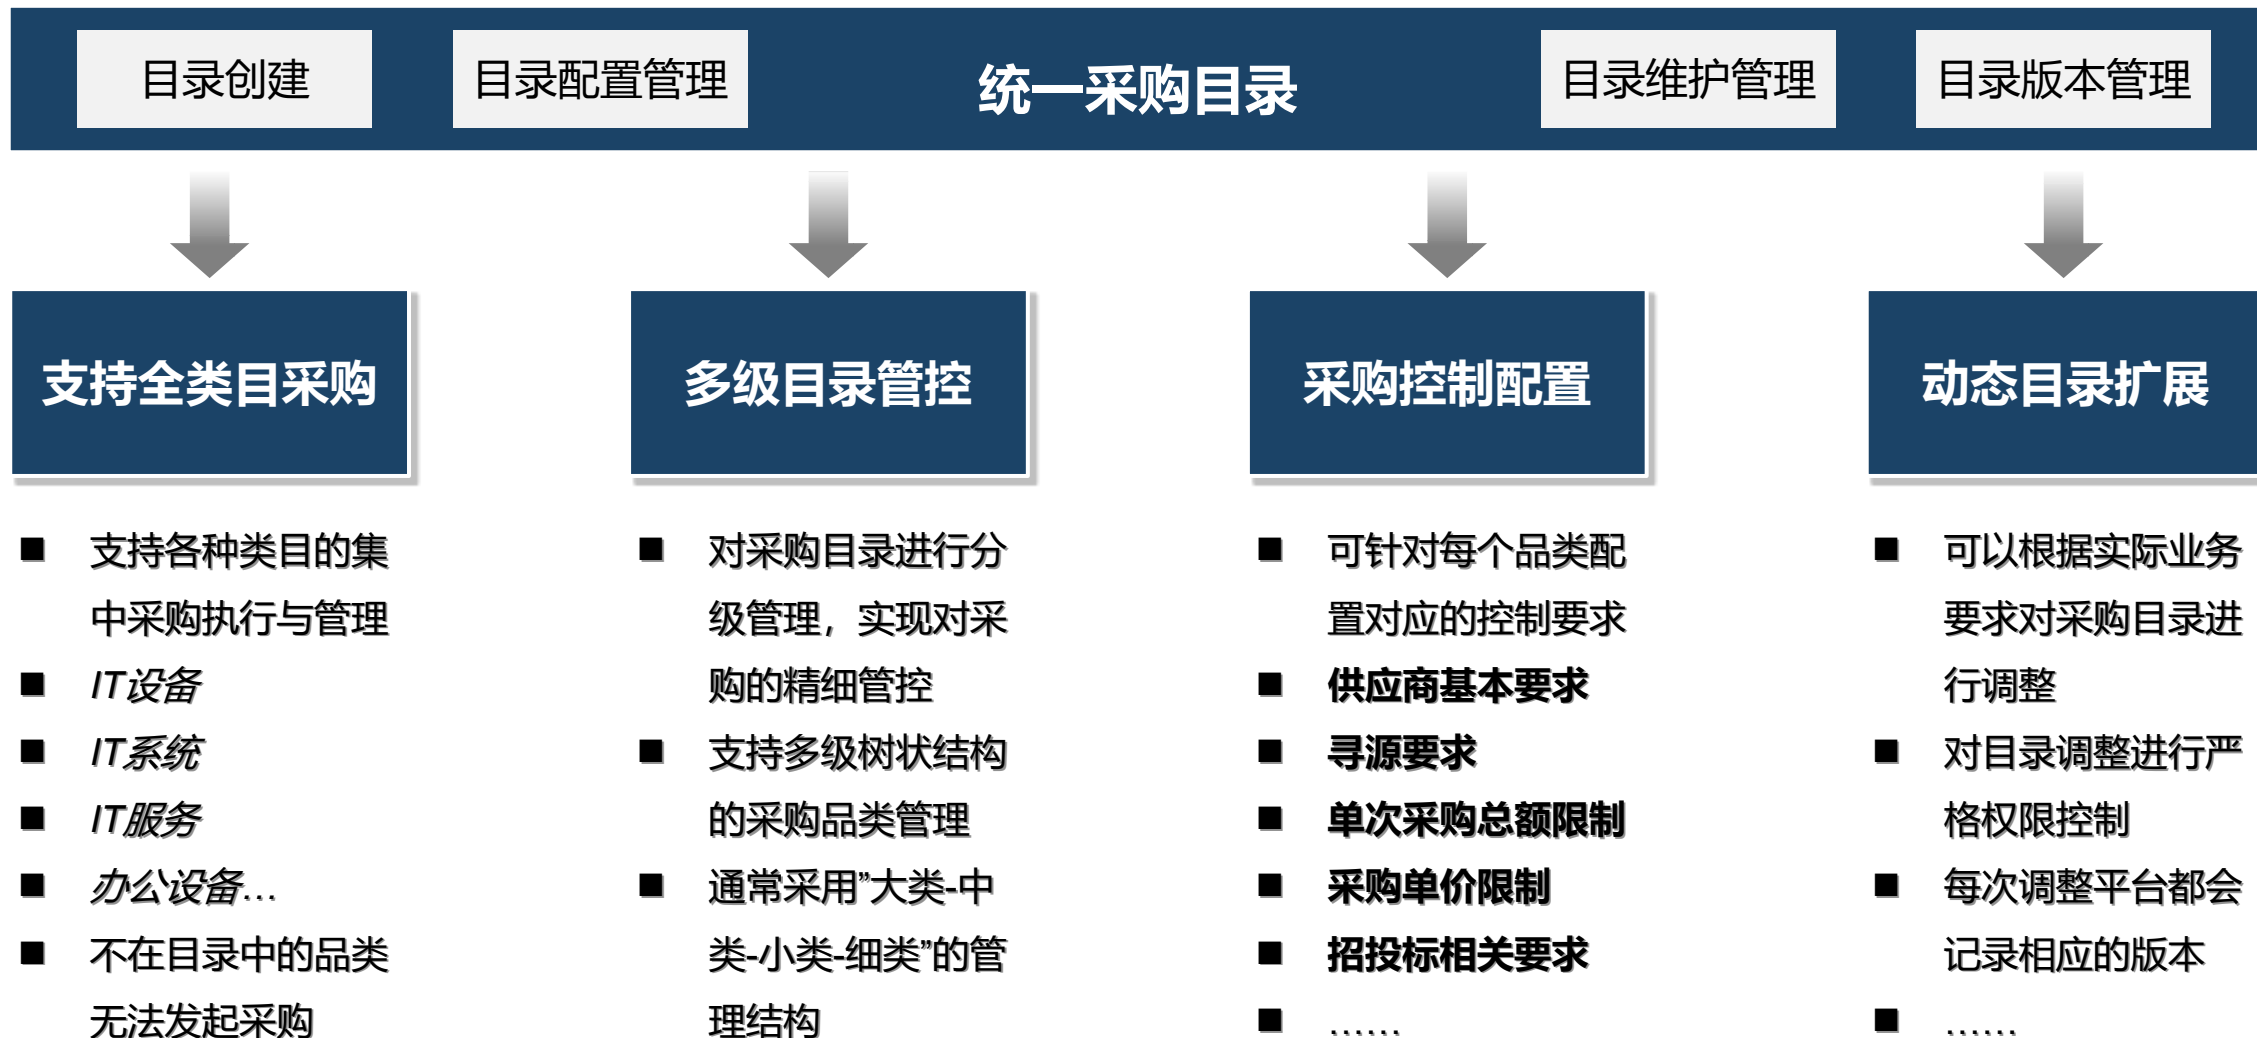 目录创建
目录配置管理
统一采购目录
目录维护管理
目录版本管理
支持全类目采购
多级目录管控
采购控制配置
动态目录扩展
■ 支持各种类目的集
中采购执行与管理
■ IT设备
■ IT系统
■ IT服务
■ 办公设备…
■ 不在目录中的品类
无法发起采购
■ 对采购目录进行分
级管理，实现对采
购的精细管控
■ 支持多级树状结构
的采购品类管理
■ 通常采用”大类-中
类-小类-细类”的管
理结构
■ 可针对每个品类配
置对应的控制要求
■ 供应商基本要求
■ 寻源要求
■ 单次采购总额限制
■ 采购单价限制
■ 招投标相关要求
■ ……
■ 可以根据实际业务
要求对采购目录进
行调整
■ 对目录调整进行严
格权限控制
■ 每次调整平台都会
记录相应的版本
■ ……